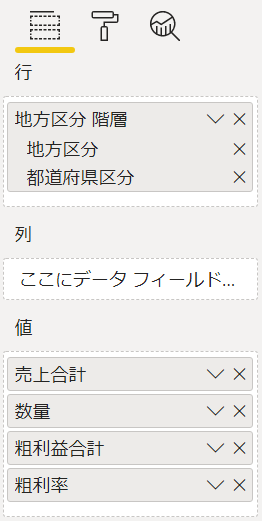 行
地方区分 階層
地方区分
都道府県区分
列
ここにデータ フィールド...
値
売上合計
数量
粗利益合計
粗利率